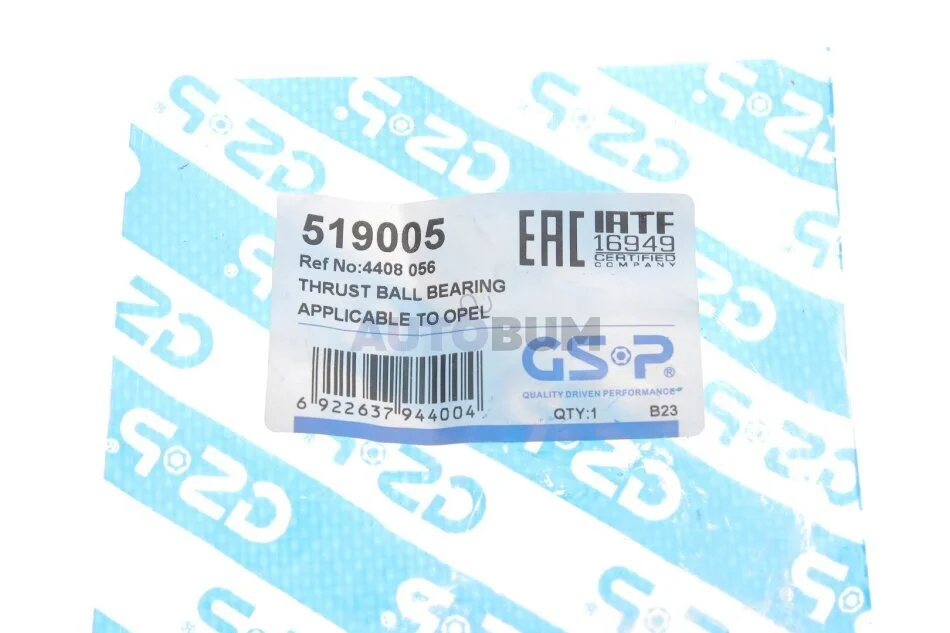 519005
Ref No:4408 056
THRUST BALL BEARING
APPLICABLE TO OPEL
EAC
IATF
16949
CERTIFIED
COMPANY
AUTOBUM
GSP®
QUALITY DRIVEN PERFORMANCE
6 922637 944004
QTY:1
B23